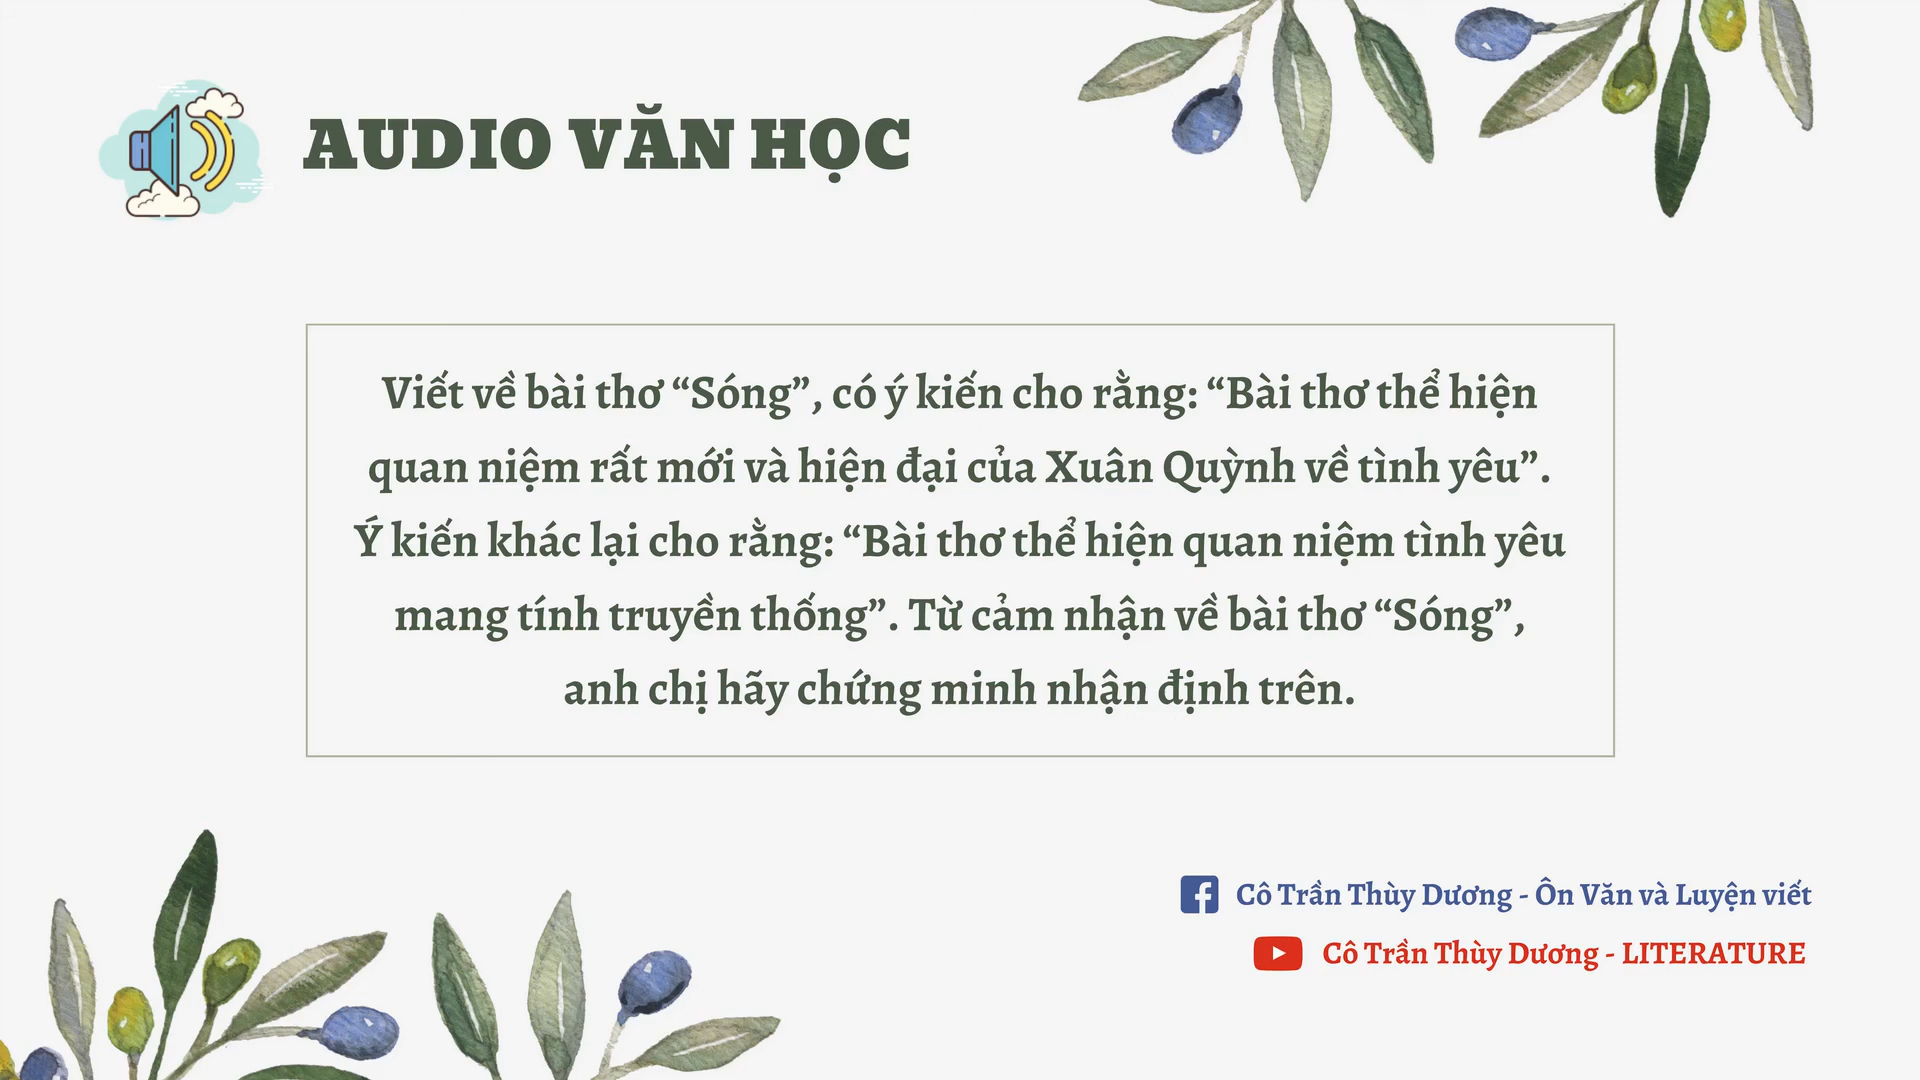 AUDIO VĂN HỌC
Viết về bài thơ “Sóng”, có ý kiến cho rằng: “Bài thơ thể hiện
quan niệm rất mới và hiện đại của Xuân Quỳnh về tình yêu”.
Ý kiến khác lại cho rằng: “Bài thơ thể hiện quan niệm tình yêu
mang tính truyền thống”. Từ cảm nhận về bài thơ “Sóng”,
anh chị hãy chứng minh nhận định trên.
Cô Trần Thùy Dương - Ôn Văn và Luyện viết
Cô Trần Thùy Dương - LITERATURE